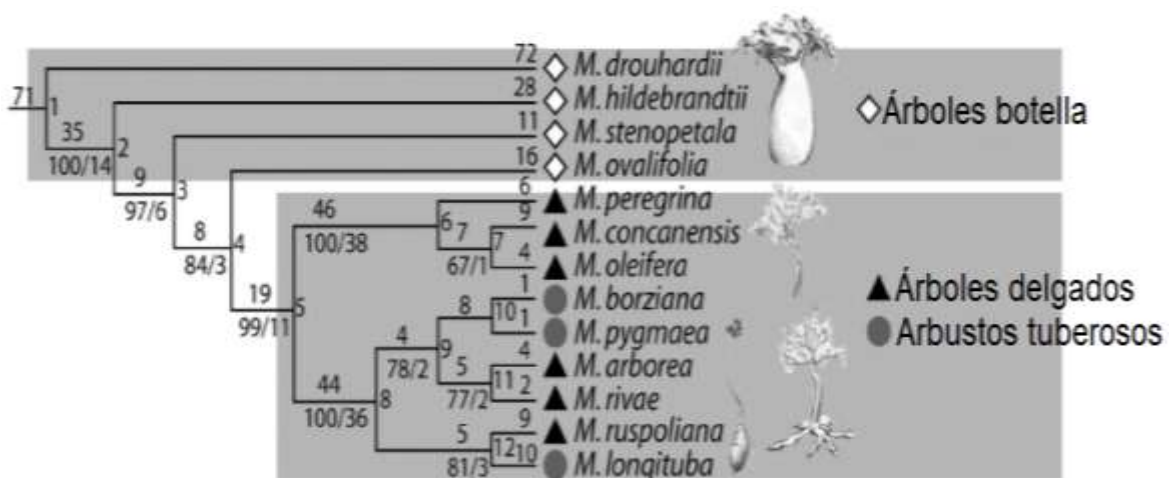 72 M. drouhardii
71 1
28 M. hildebrandtii
Árboles botella
35
100/14 2
11 M. stenopetala
16 M. ovalifolia
9 3
97/6
6 M. peregrina
46 6
100/38
9 M. concanensis
8 4
84/3
7 7
67/1
4 M. oleifera
19 5
99/11
1 M. borziana
Árboles delgados
8 10
1 M. pygmaea
Arbustos tuberosos
4 9
78/2
4 M. arborea
5 11
77/2
2 M. rivae
44 8
100/36
9 M. ruspoliana
5 12
81/3
10 M. longituba